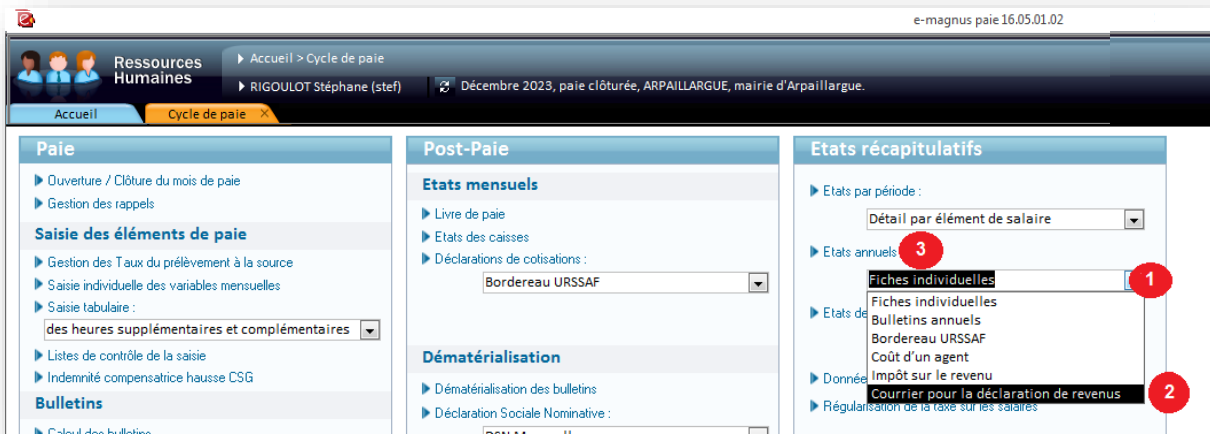 e-magnus paie 16.05.01.02
Ressources
Humaines
Accueil > Cycle de paie
RIGOULOT Stéphane (stef)
Décembre 2023, paie clôturée, ARPAILLARGUE, mairie d'Arpaillargue.
Accueil
Cycle de paie
Paie
Ouverture / Clôture du mois de paie
Gestion des rappels
Saisie des éléments de paie
Gestion des Taux du prélèvement à la source
Saisie individuelle des variables mensuelles
Saisie tabulaire :
des heures supplémentaires et complémentaires
Listes de contrôle de la saisie
Indemnité compensatrice hausse CSG
Bulletins
Calcul des bulletins
Post-Paie
Etats mensuels
Livre de paie
Etats des caisses
Déclarations de cotisations :
Bordereau URSSAF
Dématérialisation
Dématérialisation des bulletins
Déclaration Sociale Nominative :
Etats récapitulatifs
Etats par période :
Détail par élément de salaire
Etats annuels
3
Fiches individuelles
1
Fiches individuelles
Bulletins annuels
Bordereau URSSAF
Coût d'un agent
Impôt sur le revenu
Courrier pour la déclaration de revenus
2
Etats de
Donnée
Régularisation de la taxe sur les salaires